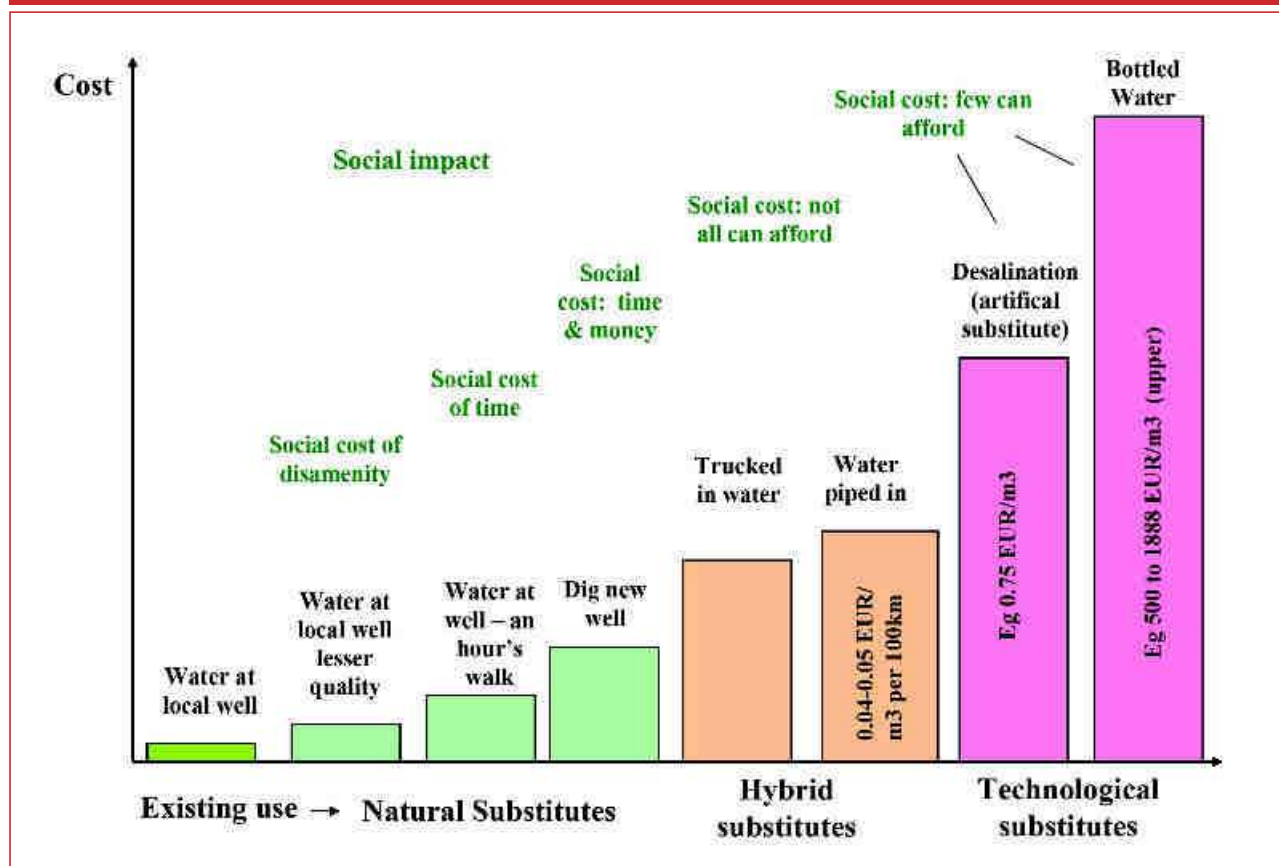 Cost
Social impact
Social cost of
disamenity
Social cost
of time
Social
cost:  time
& money
Social cost: not
all can afford
Social cost: few can
afford
Water at
local well
Water at
local well
lesser
quality
Water at
well – an
hour's
walk
Dig new
well
Trucked
in water
Water
piped in
0.04-0.05 EUR/
m3 per 100km
Desalination
(artifical
substitute)
Eg 0.75 EUR/m3
Bottled
Water
Eg 500 to 1888 EUR/m3 (upper)
Existing use → Natural Substitutes
Hybrid
substitutes
Technological
substitutes